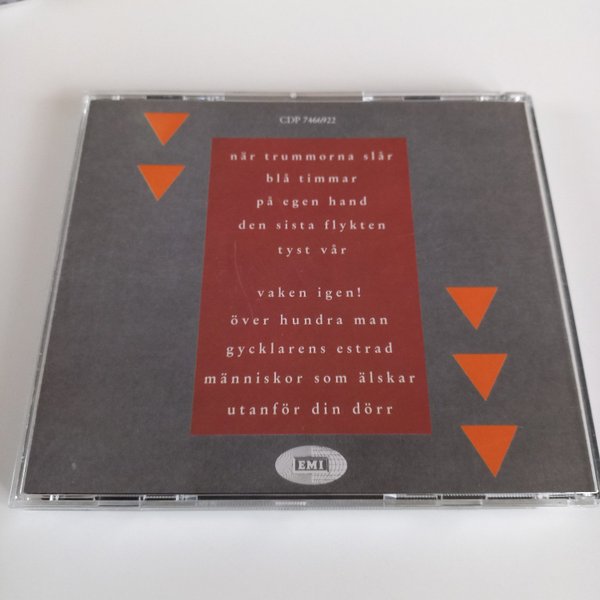 CDP 7466922
när trummorna slår
blå timmar
på egen hand
den sista flykten
tyst vår
vaken igen!
över hundra man
gycklarens estrad
människor som älskar
utanför din dörr
EMI